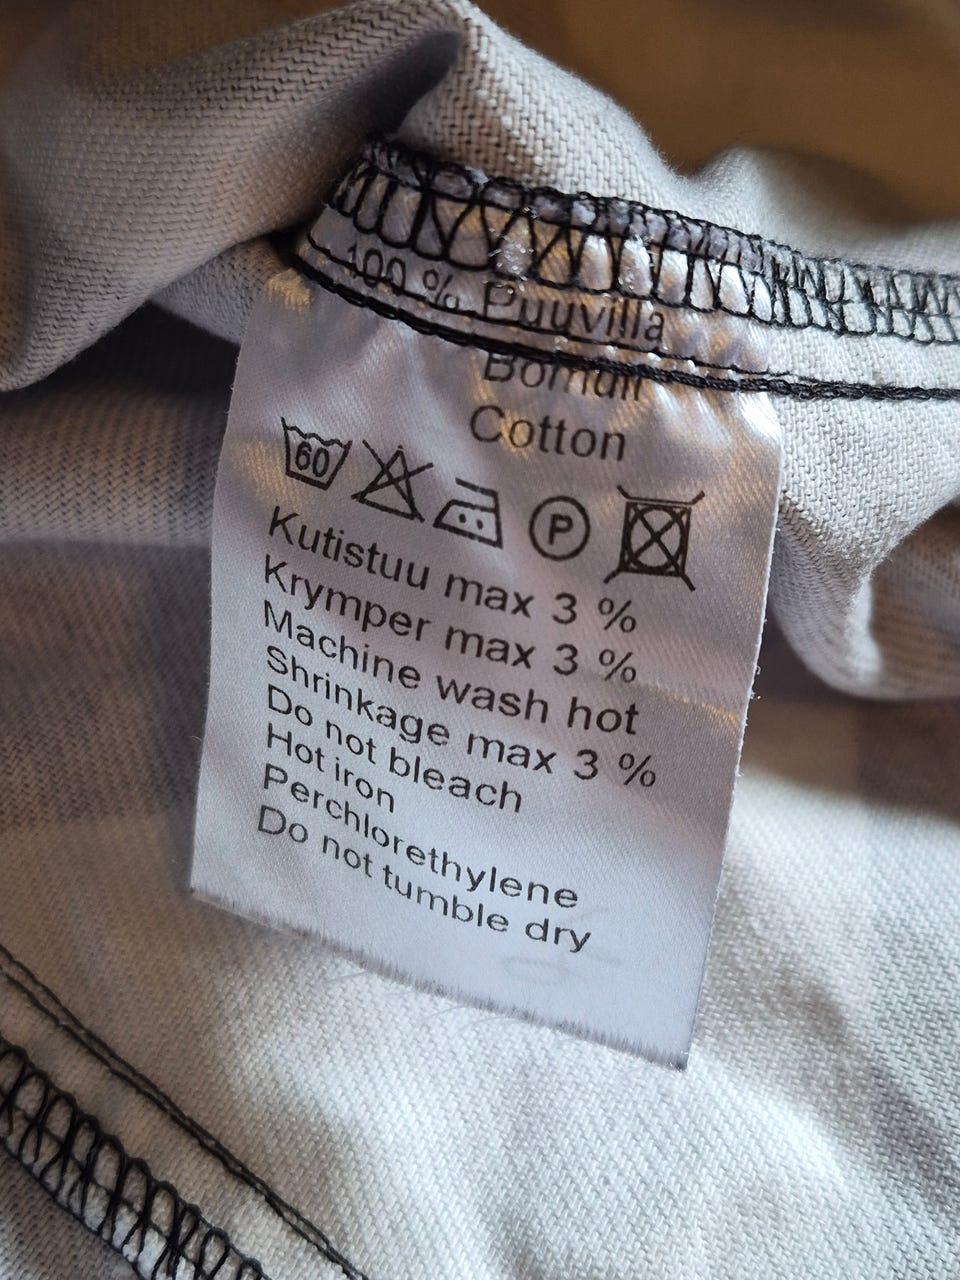 100 % Puuvilla
Bomull
Cotton
60 P
Kutistuu max 3 %
Krymper max 3 %
Machine wash hot
Shrinkage max 3 %
Do not bleach
Hot iron
Perchlorethylene
Do not tumble dry